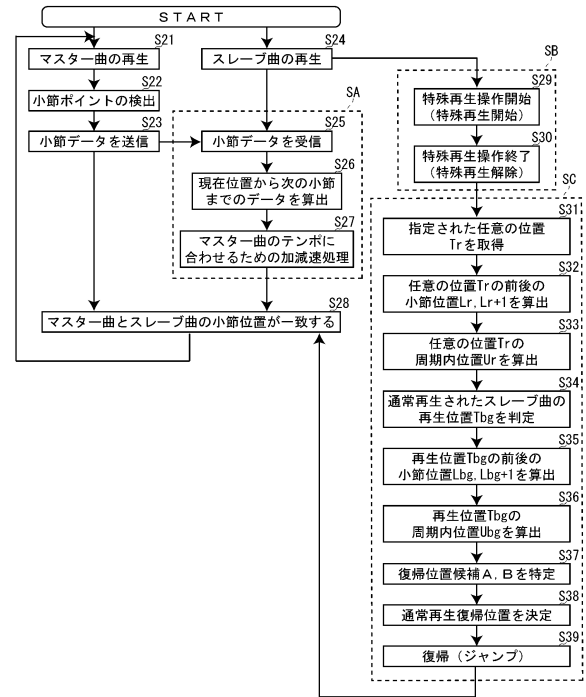 START
S21
マスター曲の再生
S22
小節ポイントの検出
S23
小節データを送信
S24
スレーブ曲の再生
SA
S25
小節データを受信
S26
現在位置から次の小節
までのデータを算出
S27
マスター曲のテンポに
合わせるための加減速処理
S28
マスター曲とスレーブ曲の小節位置が一致する
SB
S29
特殊再生操作開始
(特殊再生開始)
S30
特殊再生操作終了
(特殊再生解除)
SC
S31
指定された任意の位置
Trを取得
S32
任意の位置Trの前後の
小節位置Lr, Lr+1を算出
S33
任意の位置Trの
周期内位置Urを算出
S34
通常再生されたスレーブ曲の
再生位置Tbgを判定
S35
再生位置Tbgの前後の
小節位置Lbg, Lbg+1を算出
S36
再生位置Tbgの
周期内位置Ubgを算出
S37
復帰位置候補A, Bを特定
S38
通常再生復帰位置を決定
S39
復帰(ジャンプ)